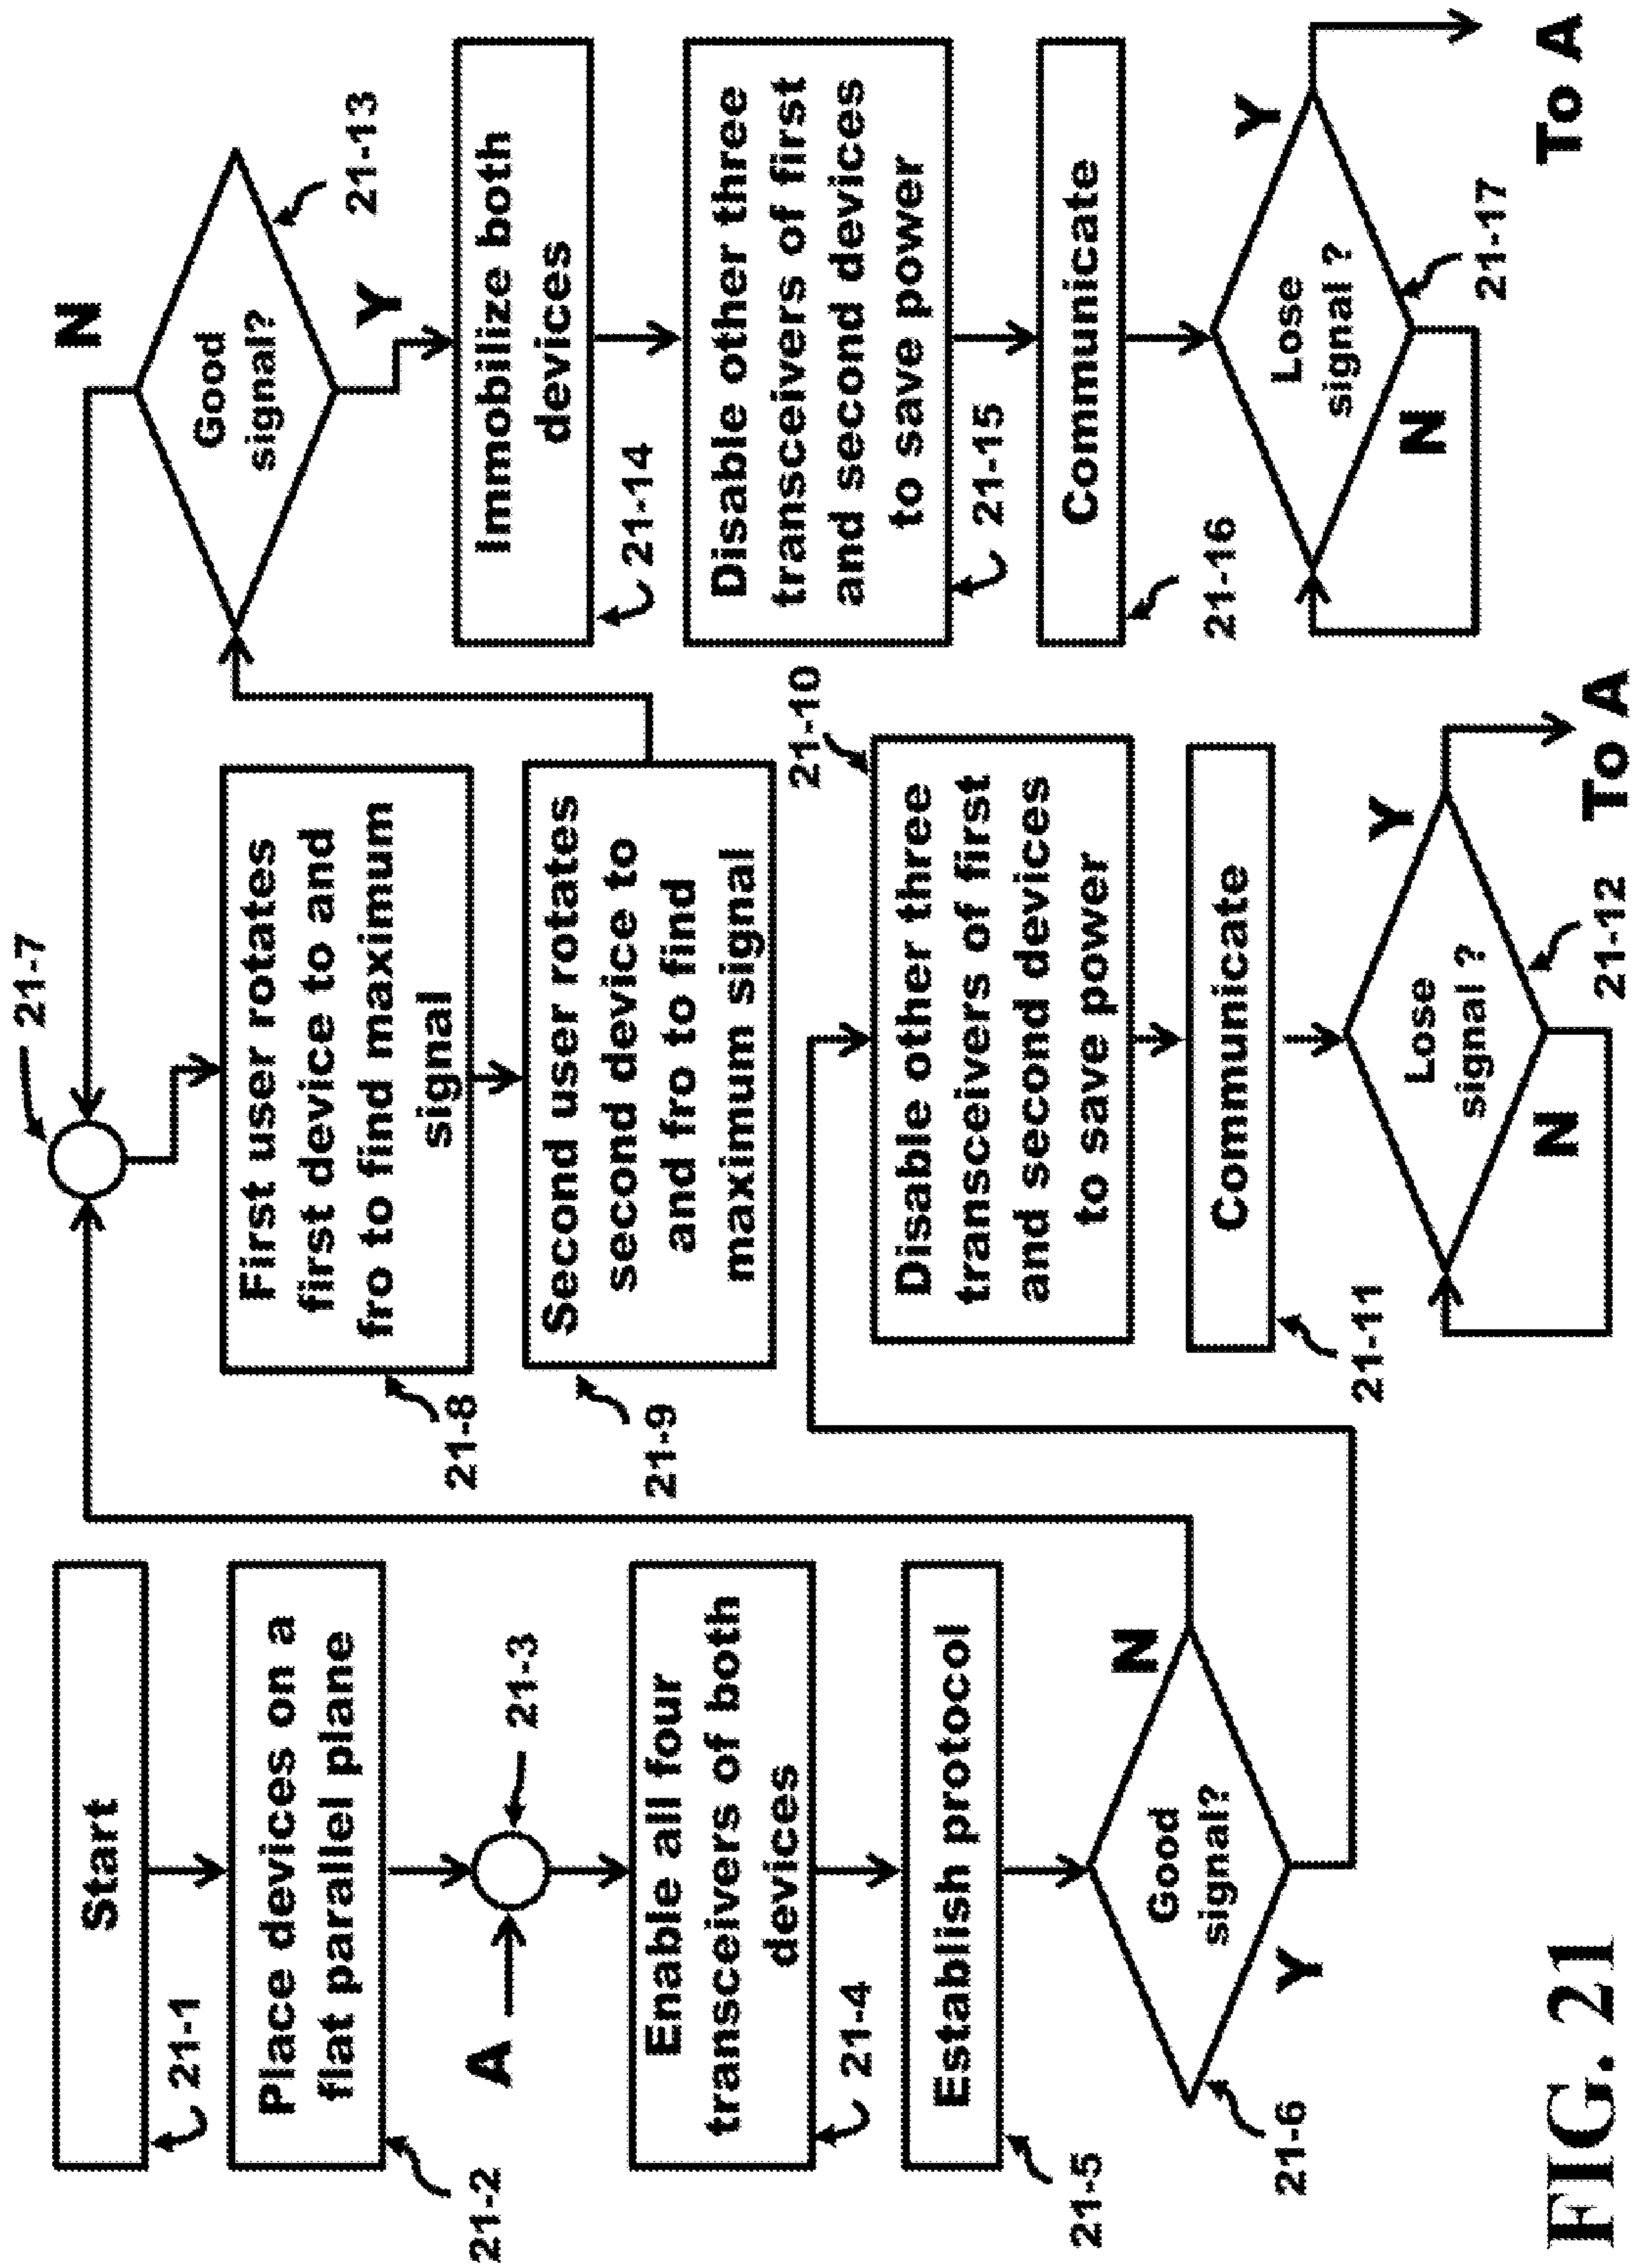 Start
21-1
Place devices on a
flat parallel plane
21-2
A
21-3
Enable all four
transceivers of both
devices
21-4
Establish protocol
21-5
Good
signal?
N
Y
21-6
21-7
First user rotates
first device to and
fro to find maximum
signal
21-8
Second user rotates
second device to
and fro to find
maximum signal
21-9
21-10
Disable other three
transceivers of first
and second devices
to save power
Communicate
21-11
Lose
signal ?
Y
N
21-12
To A
N
Good
signal?
21-13
Y
Immobilize both
devices
21-14
Disable other three
transceivers of first
and second devices
to save power
21-15
Communicate
21-16
Lose
signal ?
Y
N
21-17
To A
FIG. 21